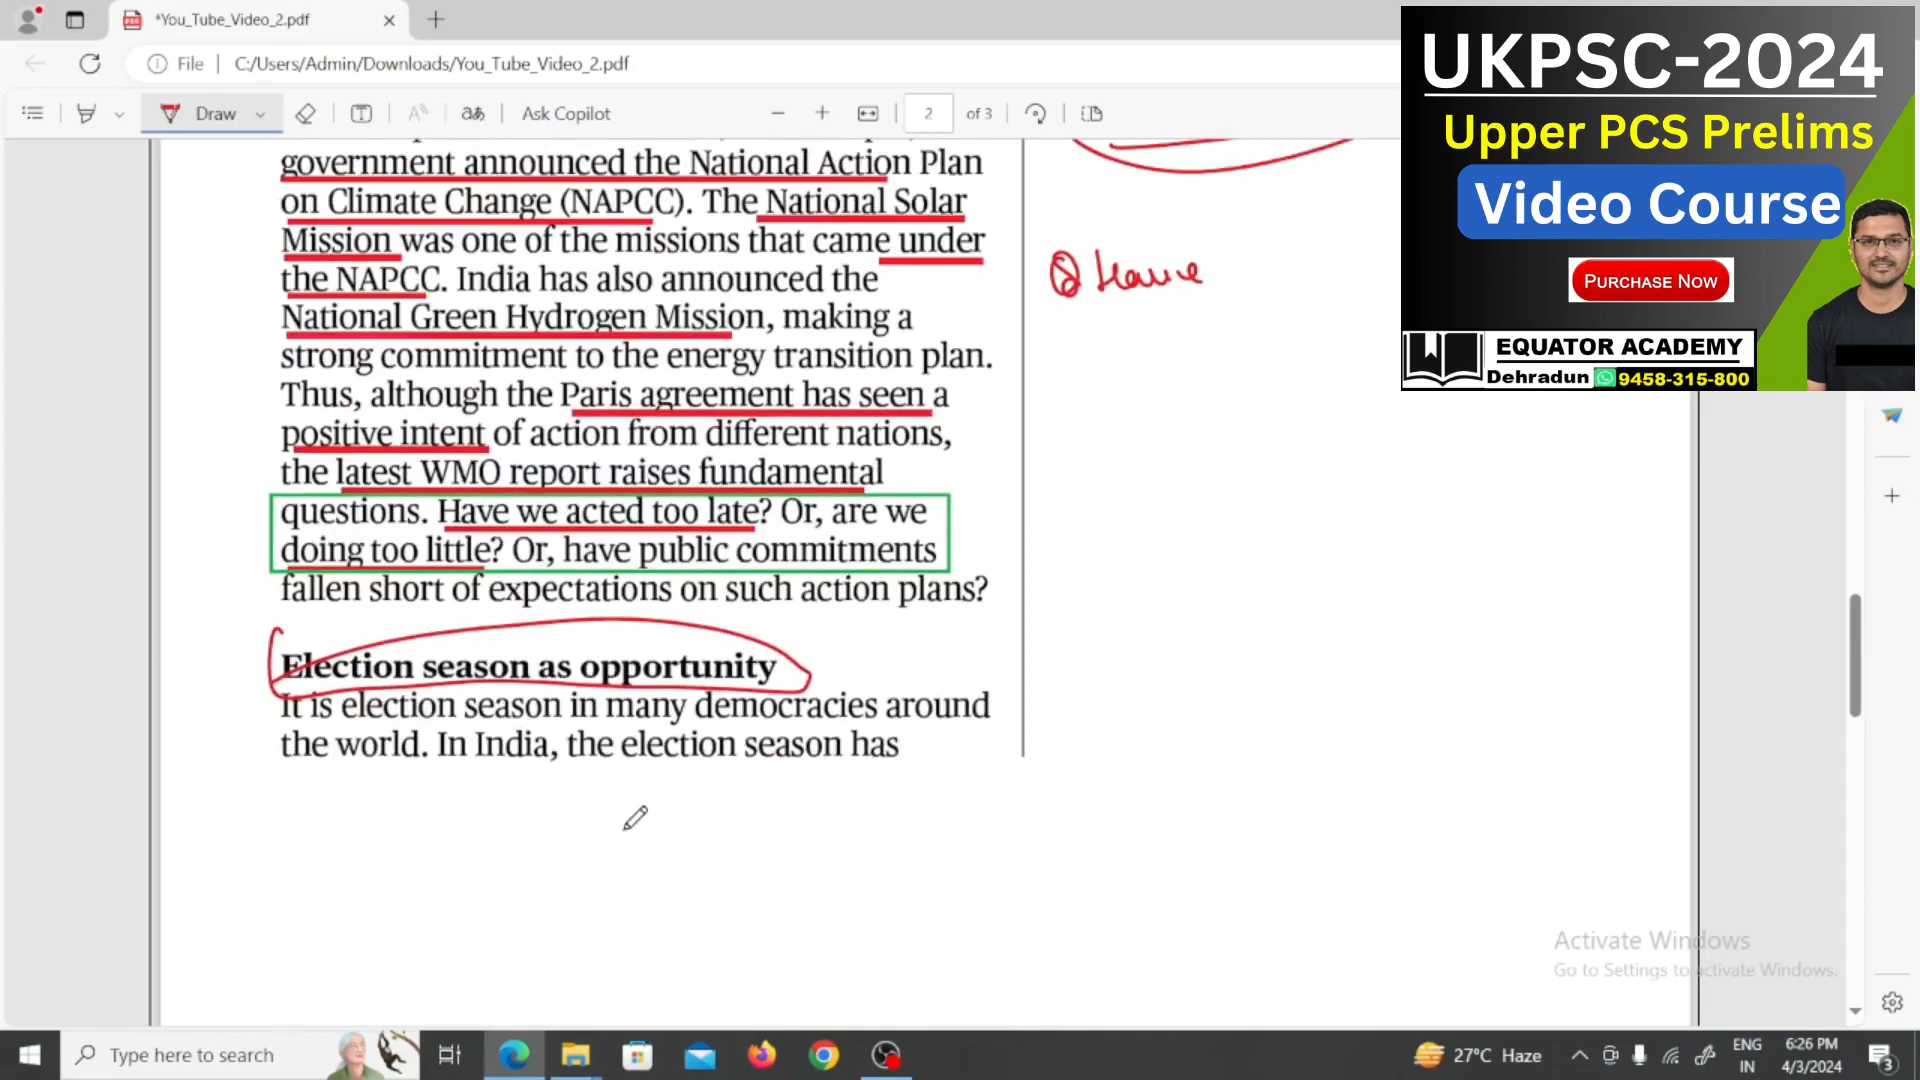 *You_Tube_Video_2.pdf
File
C:/Users/Admin/Downloads/You_Tube_Video_2.pdf
Draw
Ask Copilot
2
of 3
government announced the National Action Plan
on Climate Change (NAPCC). The National Solar
Mission was one of the missions that came under
the NAPCC. India has also announced the
National Green Hydrogen Mission, making a
strong commitment to the energy transition plan.
Thus, although the Paris agreement has seen a
positive intent of action from different nations,
the latest WMO report raises fundamental
questions. Have we acted too late? Or, are we
doing too little? Or, have public commitments
fallen short of expectations on such action plans?
Election season as opportunity
It is election season in many democracies around
the world. In India, the election season has
UKPSC-2024
Upper PCS Prelims
Video Course
PURCHASE NOW
EQUATOR ACADEMY
Dehradun 9458-315-800
Activate Windows
Go to Settings to activate Windows.
Type here to search
27°C Haze
ENG
IN
6:26 PM
4/3/2024
3